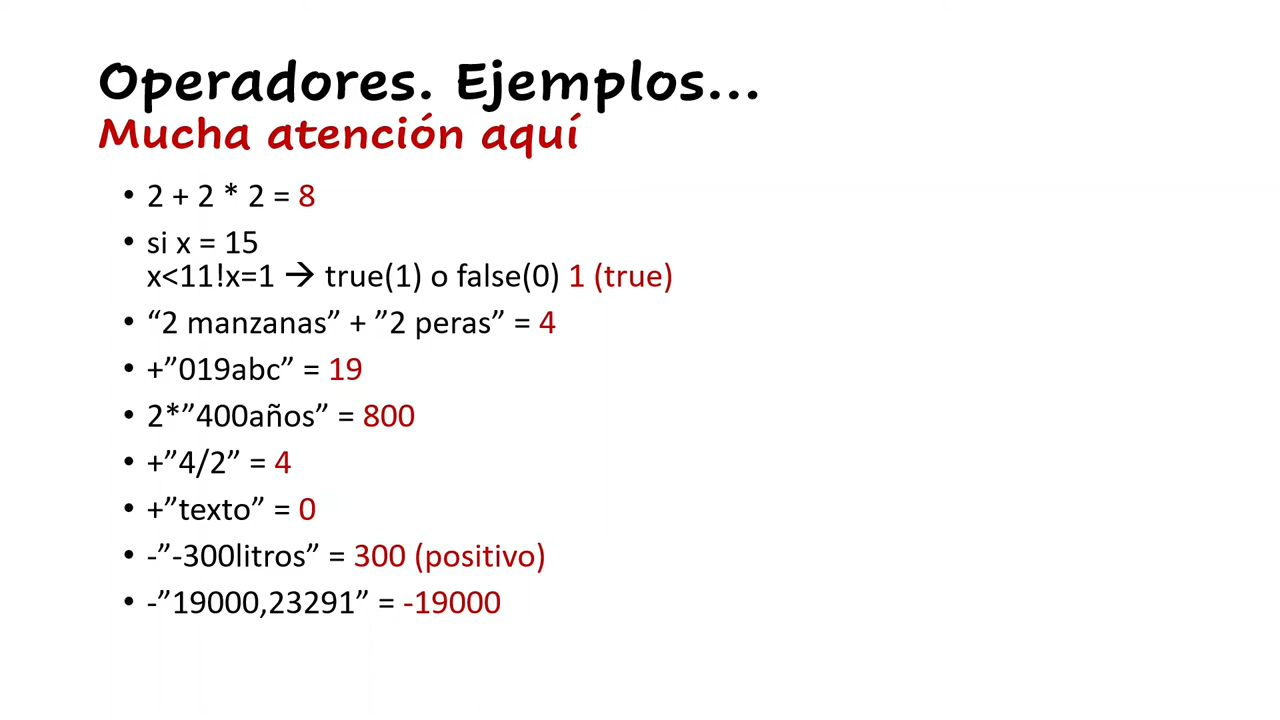 Operadores. Ejemplos...
Mucha atención aquí
• 2 + 2 * 2 = 8
• si x = 15
x<11!x=1 → true(1) o false(0) 1 (true)
• “2 manzanas” + ”2 peras” = 4
• +”019abc” = 19
• 2*”400años” = 800
• +”4/2” = 4
• +”texto” = 0
• -”-300litros” = 300 (positivo)
• -”19000,23291” = -19000